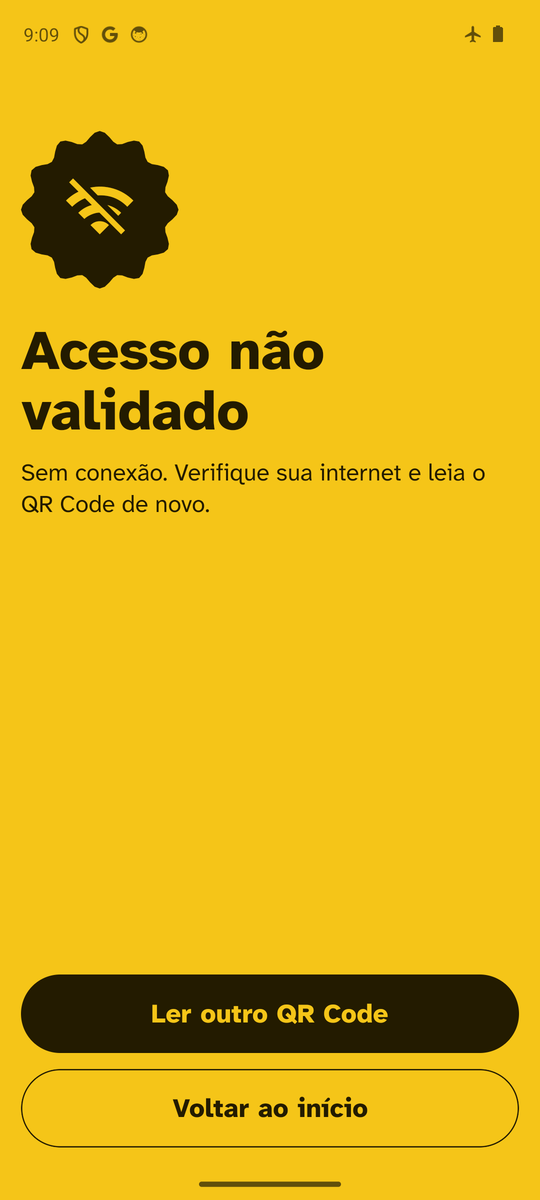 9:09
Acesso não
validado
Sem conexão. Verifique sua internet e leia o
QR Code de novo.
Ler outro QR Code
Voltar ao início